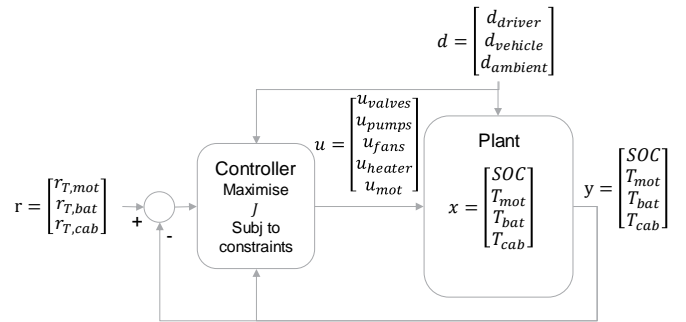 d = [d_driver
d_vehicle
d_ambient]
u = [u_valves
u_pumps
u_fans
u_heater
u_mot]
Controller
Maximise
J
Subj to
constraints
Plant
x = [SOC
T_mot
T_bat
T_cab]
y = [SOC
T_mot
T_bat
T_cab]
r = [r_T,mot
r_T,bat
r_T,cab]
+
-